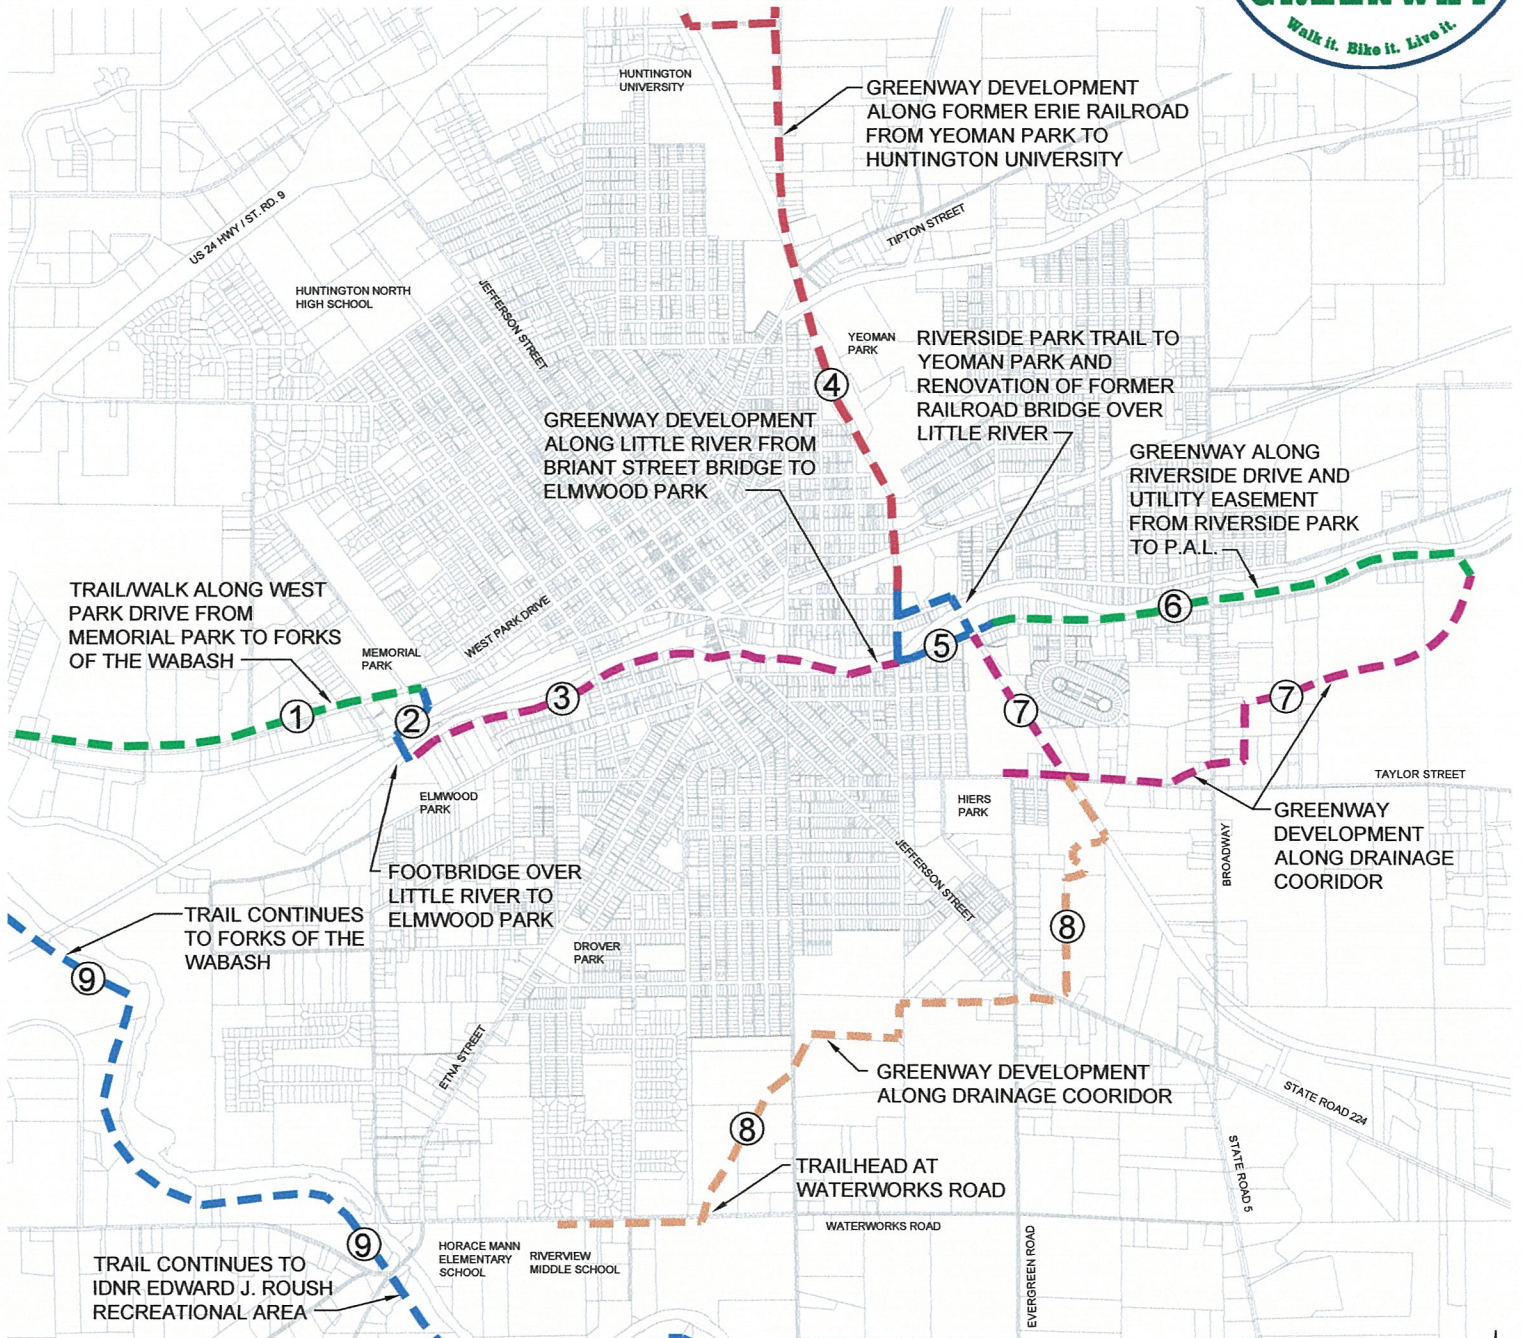 Walk it. Bike it. Live it.
HUNTINGTON
UNIVERSITY
GREENWAY DEVELOPMENT
ALONG FORMER ERIE RAILROAD
FROM YEOMAN PARK TO
HUNTINGTON UNIVERSITY
US 24 HWY / ST. RD. 9
TIPTON STREET
HUNTINGTON NORTH
HIGH SCHOOL
JEFFERSON STREET
YEOMAN
PARK
RIVERSIDE PARK TRAIL TO
YEOMAN PARK AND
RENOVATION OF FORMER
RAILROAD BRIDGE OVER
LITTLE RIVER
4
GREENWAY DEVELOPMENT
ALONG LITTLE RIVER FROM
BRIANT STREET BRIDGE TO
ELMWOOD PARK
GREENWAY ALONG
RIVERSIDE DRIVE AND
UTILITY EASEMENT
FROM RIVERSIDE PARK
TO P.A.L.
TRAIL/WALK ALONG WEST
PARK DRIVE FROM
MEMORIAL PARK TO FORKS
OF THE WABASH
WEST PARK DRIVE
MEMORIAL
PARK
6
5
1
2
3
7
7
TAYLOR STREET
ELMWOOD
PARK
HIERS
PARK
GREENWAY
DEVELOPMENT
ALONG DRAINAGE
COORIDOR
BROADWAY
JEFFERSON STREET
FOOTBRIDGE OVER
LITTLE RIVER TO
ELMWOOD PARK
TRAIL CONTINUES
TO FORKS OF THE
WABASH
8
DROVER
PARK
9
ETNA STREET
GREENWAY DEVELOPMENT
ALONG DRAINAGE COORIDOR
STATE ROAD 224
8
TRAILHEAD AT
WATERWORKS ROAD
STATE ROAD 5
WATERWORKS ROAD
9
HORACE MANN
ELEMENTARY
SCHOOL
RIVERVIEW
MIDDLE SCHOOL
EVERGREEN ROAD
TRAIL CONTINUES TO
IDNR EDWARD J. ROUSH
RECREATIONAL AREA